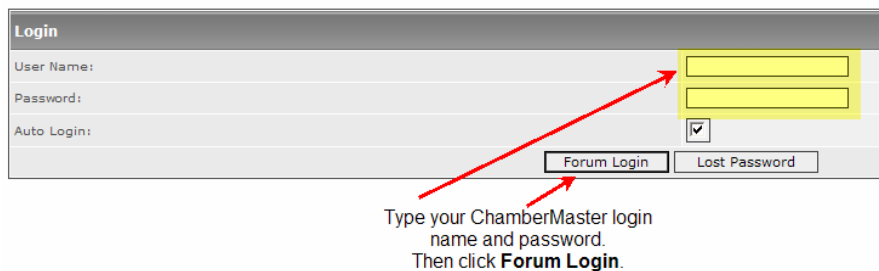 Login
User Name:
Password:
Auto Login:
Forum Login Lost Password
Type your ChamberMaster login
name and password.
Then click Forum Login.